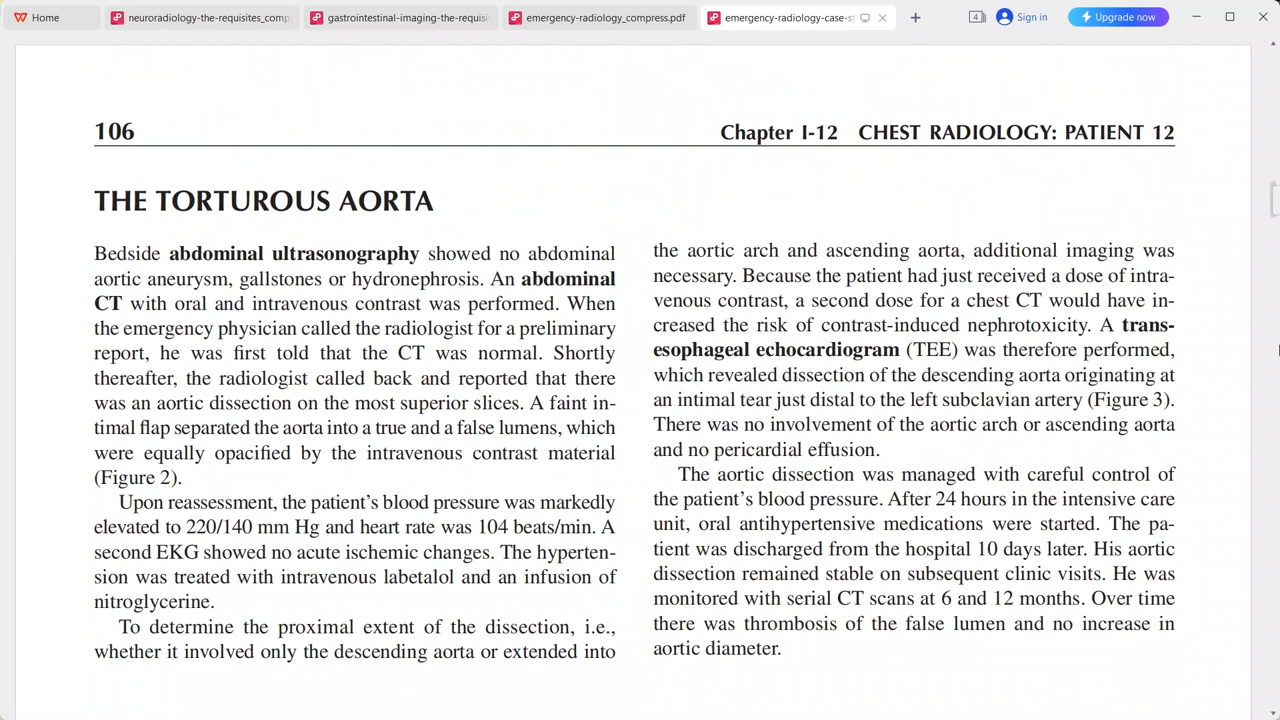 Home
neuroradiology-the-requisites_comp
gastrointestinal-imaging-the-requisit
emergency-radiology_compress.pdf
emergency-radiology-case-st
4
Sign in
Upgrade now
106
Chapter I-12 CHEST RADIOLOGY: PATIENT 12
THE TORTUROUS AORTA
Bedside abdominal ultrasonography showed no abdominal
aortic aneurysm, gallstones or hydronephrosis. An abdominal
CT with oral and intravenous contrast was performed. When
the emergency physician called the radiologist for a preliminary
report, he was first told that the CT was normal. Shortly
thereafter, the radiologist called back and reported that there
was an aortic dissection on the most superior slices. A faint in-
timal flap separated the aorta into a true and a false lumens, which
were equally opacified by the intravenous contrast material
(Figure 2).
Upon reassessment, the patient's blood pressure was markedly
elevated to 220/140 mm Hg and heart rate was 104 beats/min. A
second EKG showed no acute ischemic changes. The hyperten-
sion was treated with intravenous labetalol and an infusion of
nitroglycerine.
To determine the proximal extent of the dissection, i.e.,
whether it involved only the descending aorta or extended into
the aortic arch and ascending aorta, additional imaging was
necessary. Because the patient had just received a dose of intra-
venous contrast, a second dose for a chest CT would have in-
creased the risk of contrast-induced nephrotoxicity. A trans-
esophageal echocardiogram (TEE) was therefore performed,
which revealed dissection of the descending aorta originating at
an intimal tear just distal to the left subclavian artery (Figure 3).
There was no involvement of the aortic arch or ascending aorta
and no pericardial effusion.
The aortic dissection was managed with careful control of
the patient's blood pressure. After 24 hours in the intensive care
unit, oral antihypertensive medications were started. The pa-
tient was discharged from the hospital 10 days later. His aortic
dissection remained stable on subsequent clinic visits. He was
monitored with serial CT scans at 6 and 12 months. Over time
there was thrombosis of the false lumen and no increase in
aortic diameter.